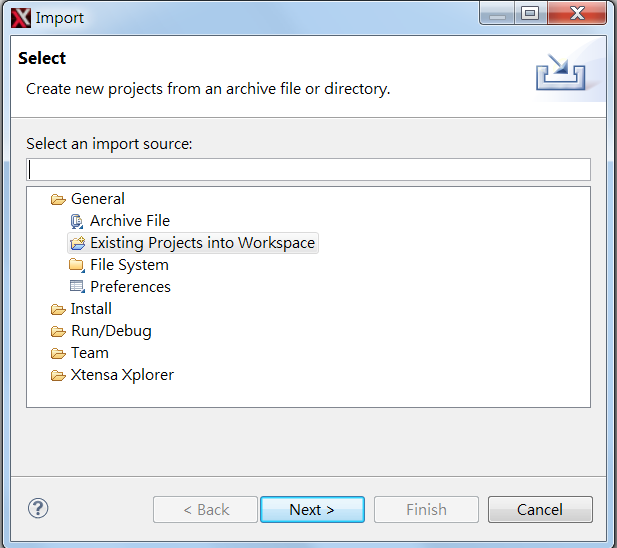 Import
Select
Create new projects from an archive file or directory.
Select an import source:
General
Archive File
Existing Projects into Workspace
File System
Preferences
Install
Run/Debug
Team
Xtensa Xplorer
?
< Back
Next >
Finish
Cancel